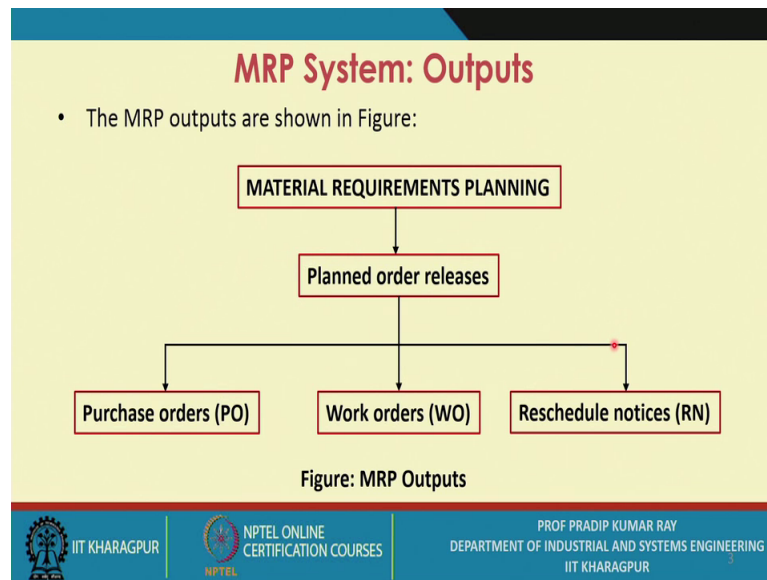 MRP System: Outputs
• The MRP outputs are shown in Figure:
MATERIAL REQUIREMENTS PLANNING
Planned order releases
Purchase orders (PO)
Work orders (WO)
Reschedule notices (RN)
Figure: MRP Outputs
IIT KHARAGPUR
NPTEL
NPTEL ONLINE
CERTIFICATION COURSES
PROF PRADIP KUMAR RAY
DEPARTMENT OF INDUSTRIAL AND SYSTEMS ENGINEERING
IIT KHARAGPUR
3